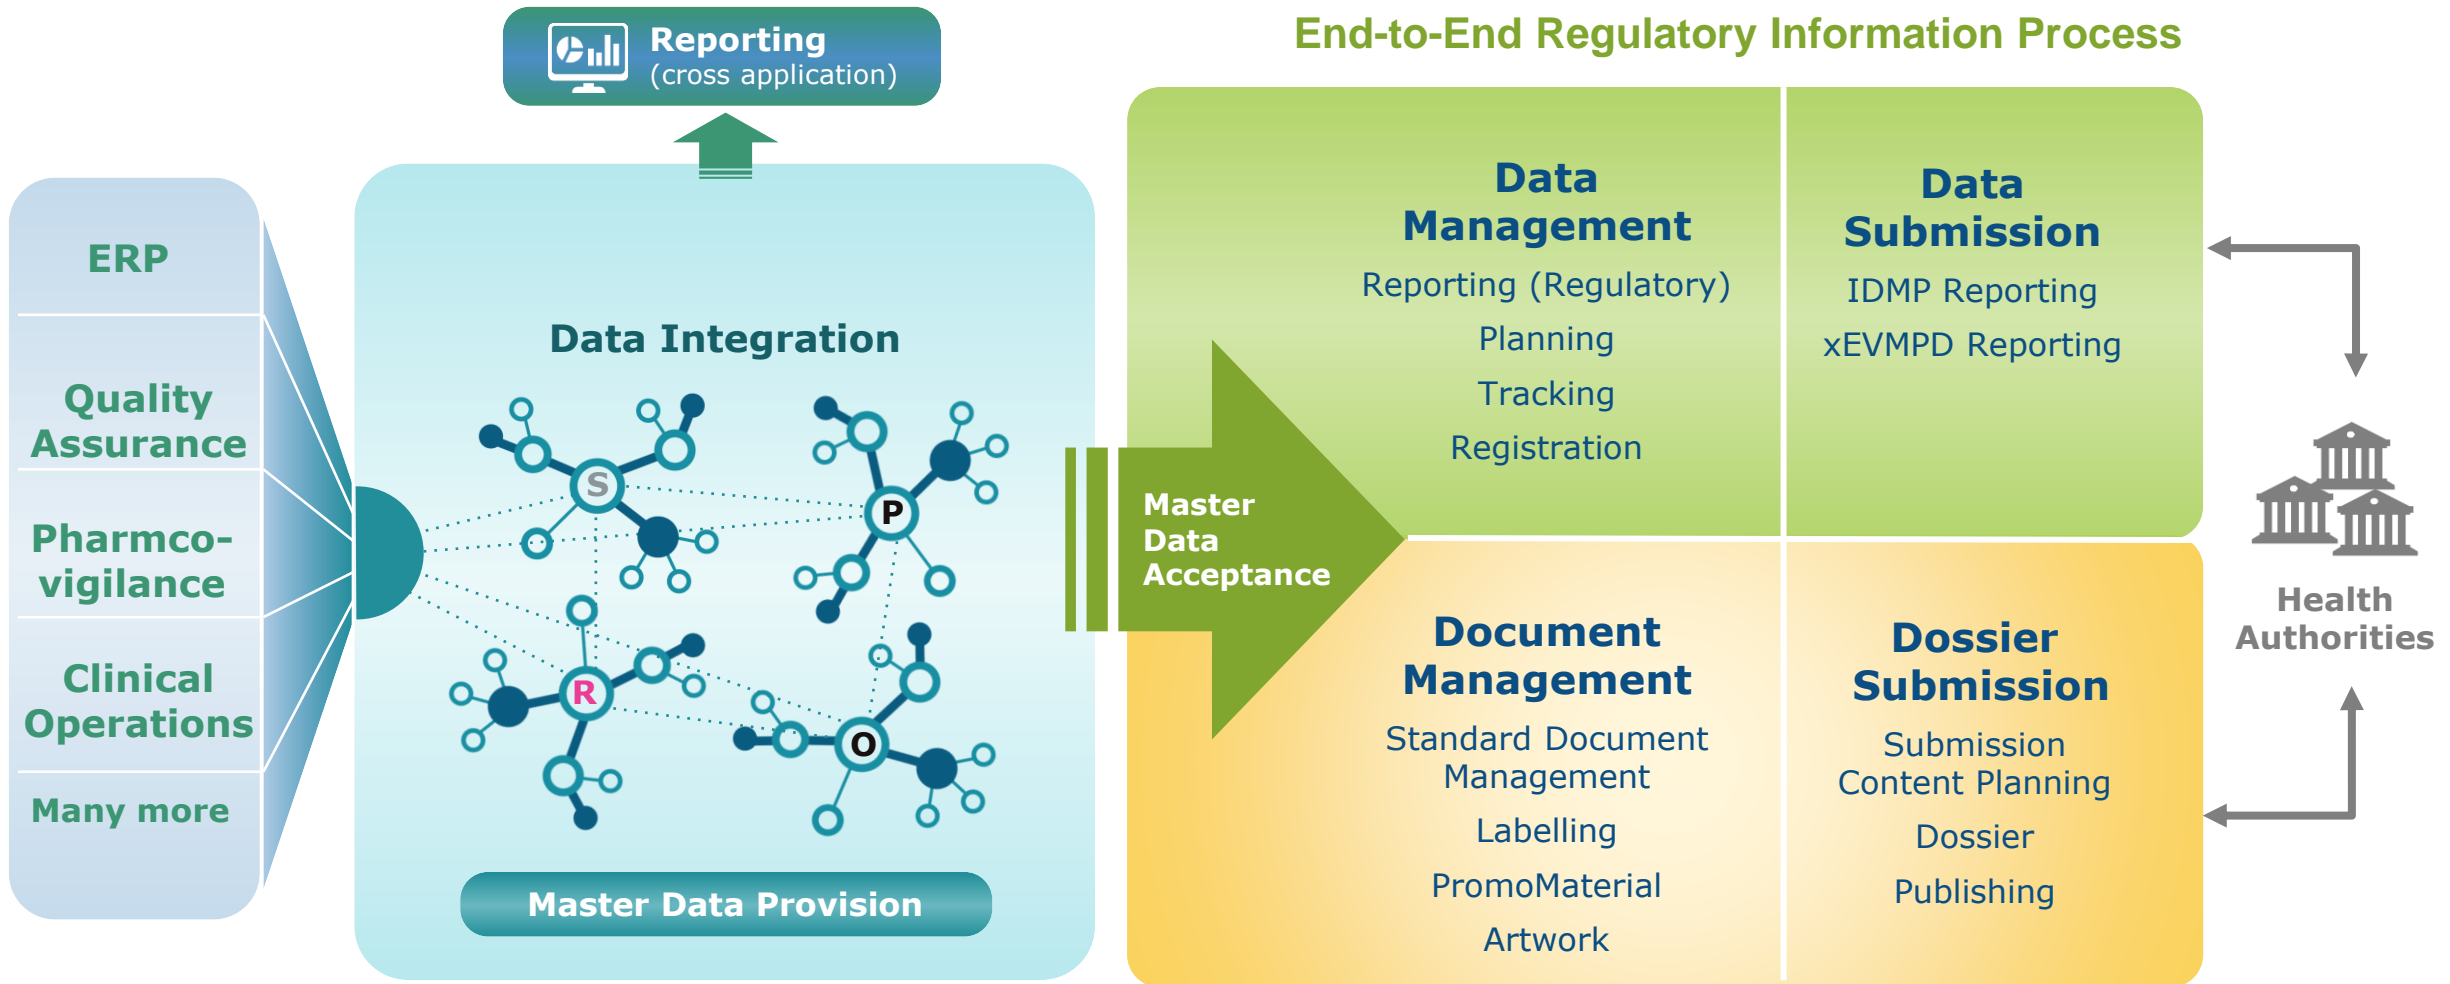 Reporting
(cross application)
End-to-End Regulatory Information Process
ERP
Quality
Assurance
Pharmco-
vigilance
Clinical
Operations
Many more
Data Integration
S
P
R
O
Master Data Provision
Master
Data
Acceptance
Data
Management
Reporting (Regulatory)
Planning
Tracking
Registration
Data
Submission
IDMP Reporting
xEVMPD Reporting
Document
Management
Standard Document
Management
Labelling
PromoMaterial
Artwork
Dossier
Submission
Submission
Content Planning
Dossier
Publishing
Health
Authorities